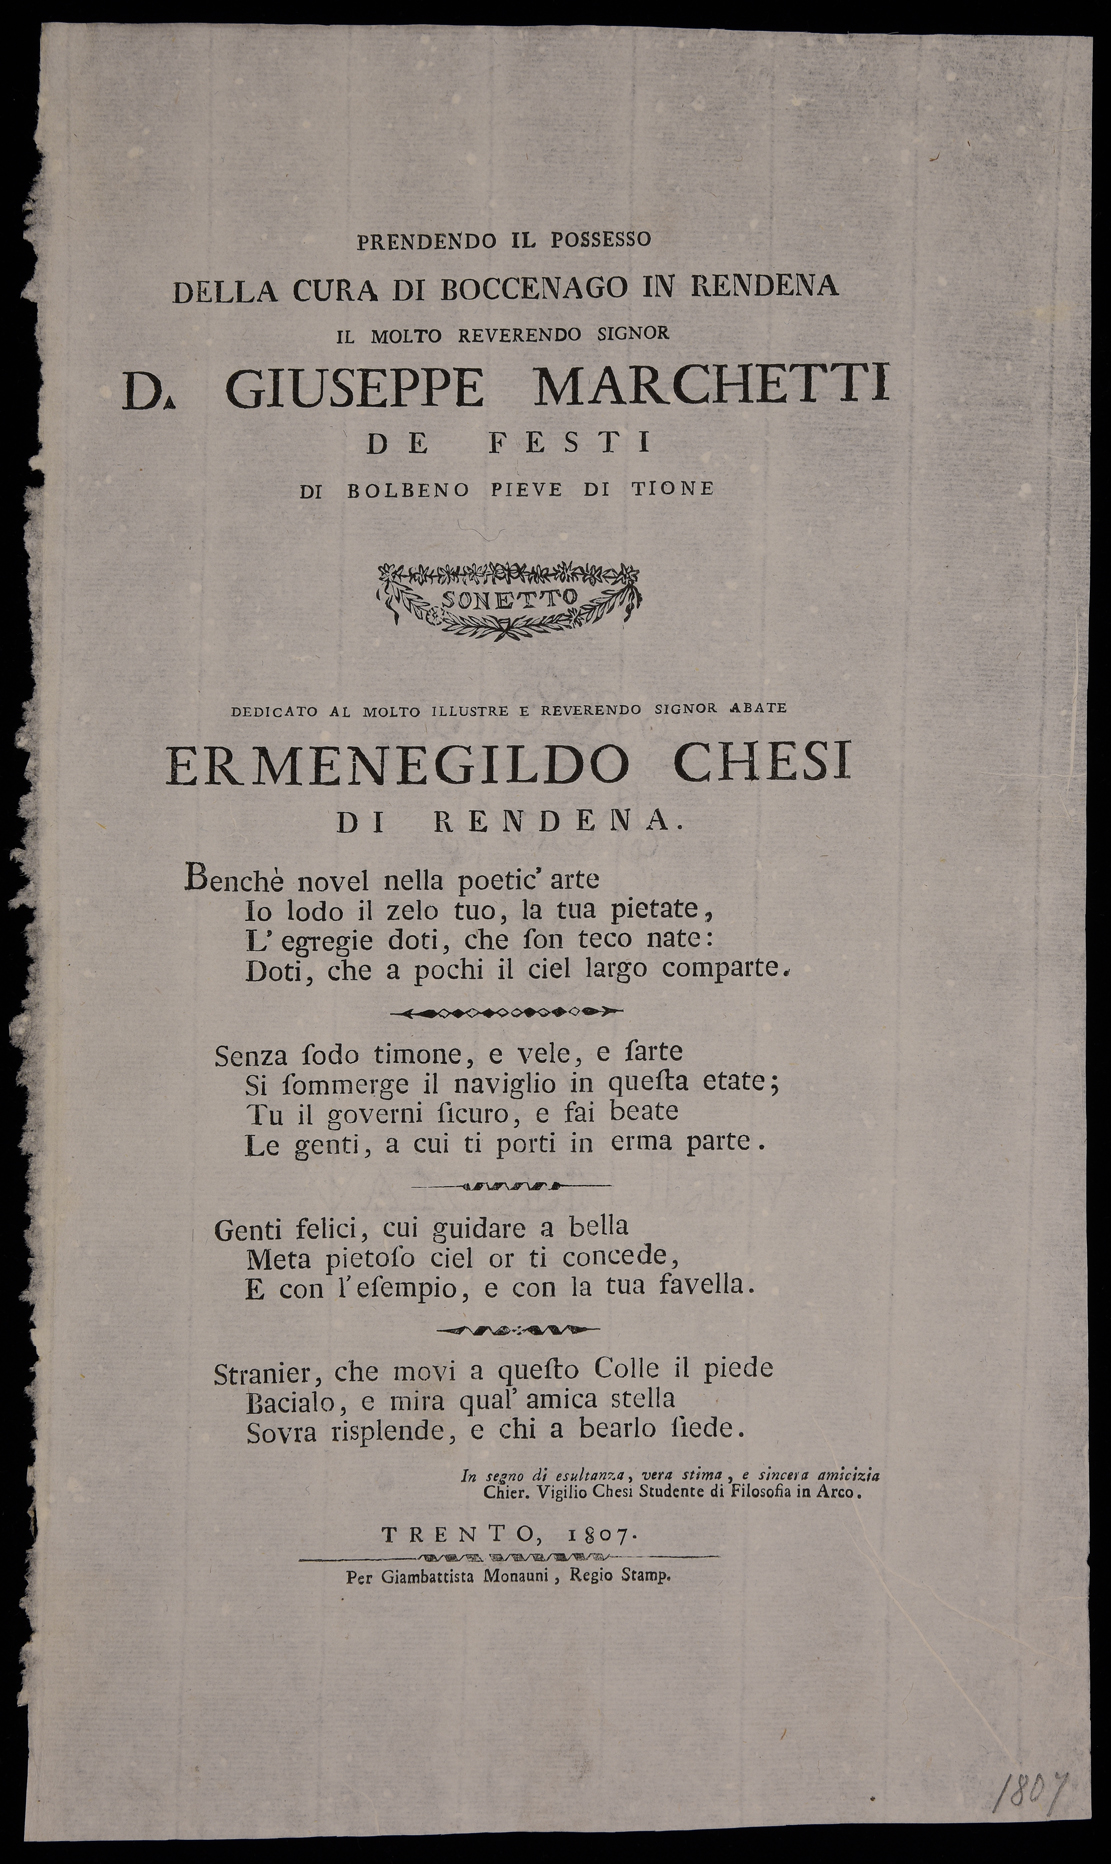 PRENDENDO IL POSSESSO
DELLA CURA DI BOCCENAGO IN RENDENA
IL MOLTO REVERENDO SIGNOR
D. GIUSEPPE MARCHETTI
DE FESTI
DI BOLBENO PIEVE DI TIONE
SONETTO
DEDICATO AL MOLTO ILLUSTRE E REVERENDO SIGNOR ABATE
ERMENEGILDO CHESI
DI RENDENA.
Benchè novel nella poetic' arte
Io lodo il zelo tuo, la tua pietate,
L' egregie doti, che ſon teco nate:
Doti, che a pochi il ciel largo comparte.
Senza ſodo timone, e vele, e ſarte
Si ſommerge il naviglio in queſta etate;
Tu il governi ſicuro, e fai beate
Le genti, a cui ti porti in erma parte.
Genti felici, cui guidare a bella
Meta pietoſo ciel or ti concede,
E con l'eſempio, e con la tua favella.
Stranier, che movi a queſto Colle il piede
Bacialo, e mira qual' amica stella
Sovra risplende, e chi a bearlo ſiede.
In segno di esultanza, vera stima, e sincera amicizia
Chier. Vigilio Chesi Studente di Filosofia in Arco.
TRENTO, 1807.
Per Giambattista Monauni, Regio Stamp.
1807